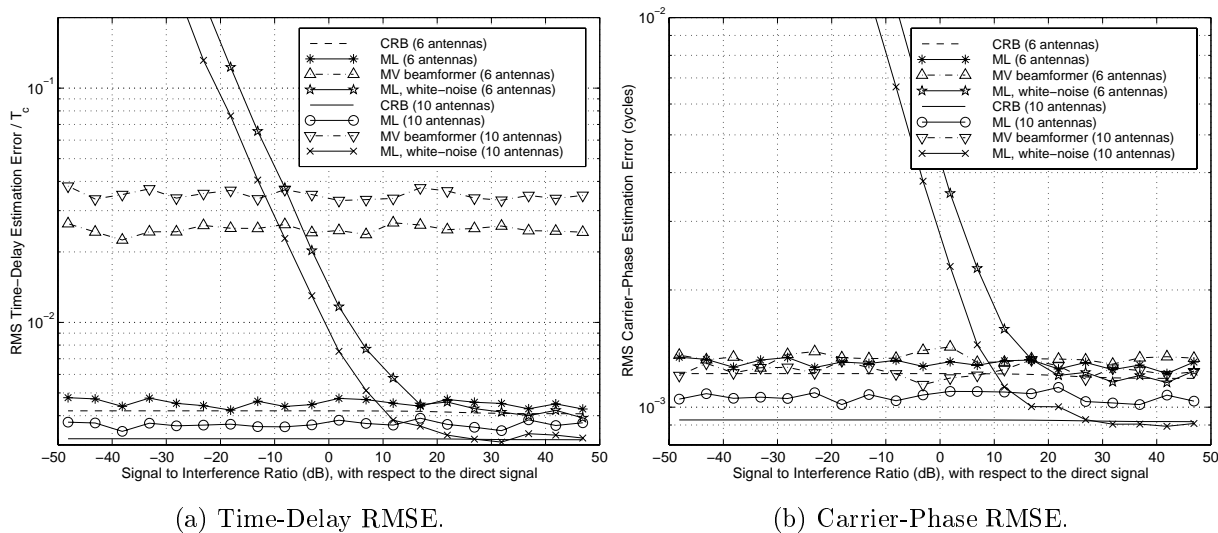 RMS Time-Delay Estimation Error / T_c
10^-1
10^-2
CRB (6 antennas)
ML (6 antennas)
MV beamformer (6 antennas)
ML, white-noise (6 antennas)
CRB (10 antennas)
ML (10 antennas)
MV beamformer (10 antennas)
ML, white-noise (10 antennas)
−50 −40 −30 −20 −10 0 10 20 30 40 50
Signal to Interference Ratio (dB), with respect to the direct signal
(a) Time-Delay RMSE.
RMS Carrier-Phase Estimation Error (cycles)
10^-2
10^-3
CRB (6 antennas)
ML (6 antennas)
MV beamformer (6 antennas)
ML, white-noise (6 antennas)
CRB (10 antennas)
ML (10 antennas)
MV beamformer (10 antennas)
ML, white-noise (10 antennas)
−50 −40 −30 −20 −10 0 10 20 30 40 50
Signal to Interference Ratio (dB), with respect to the direct signal
(b) Carrier-Phase RMSE.